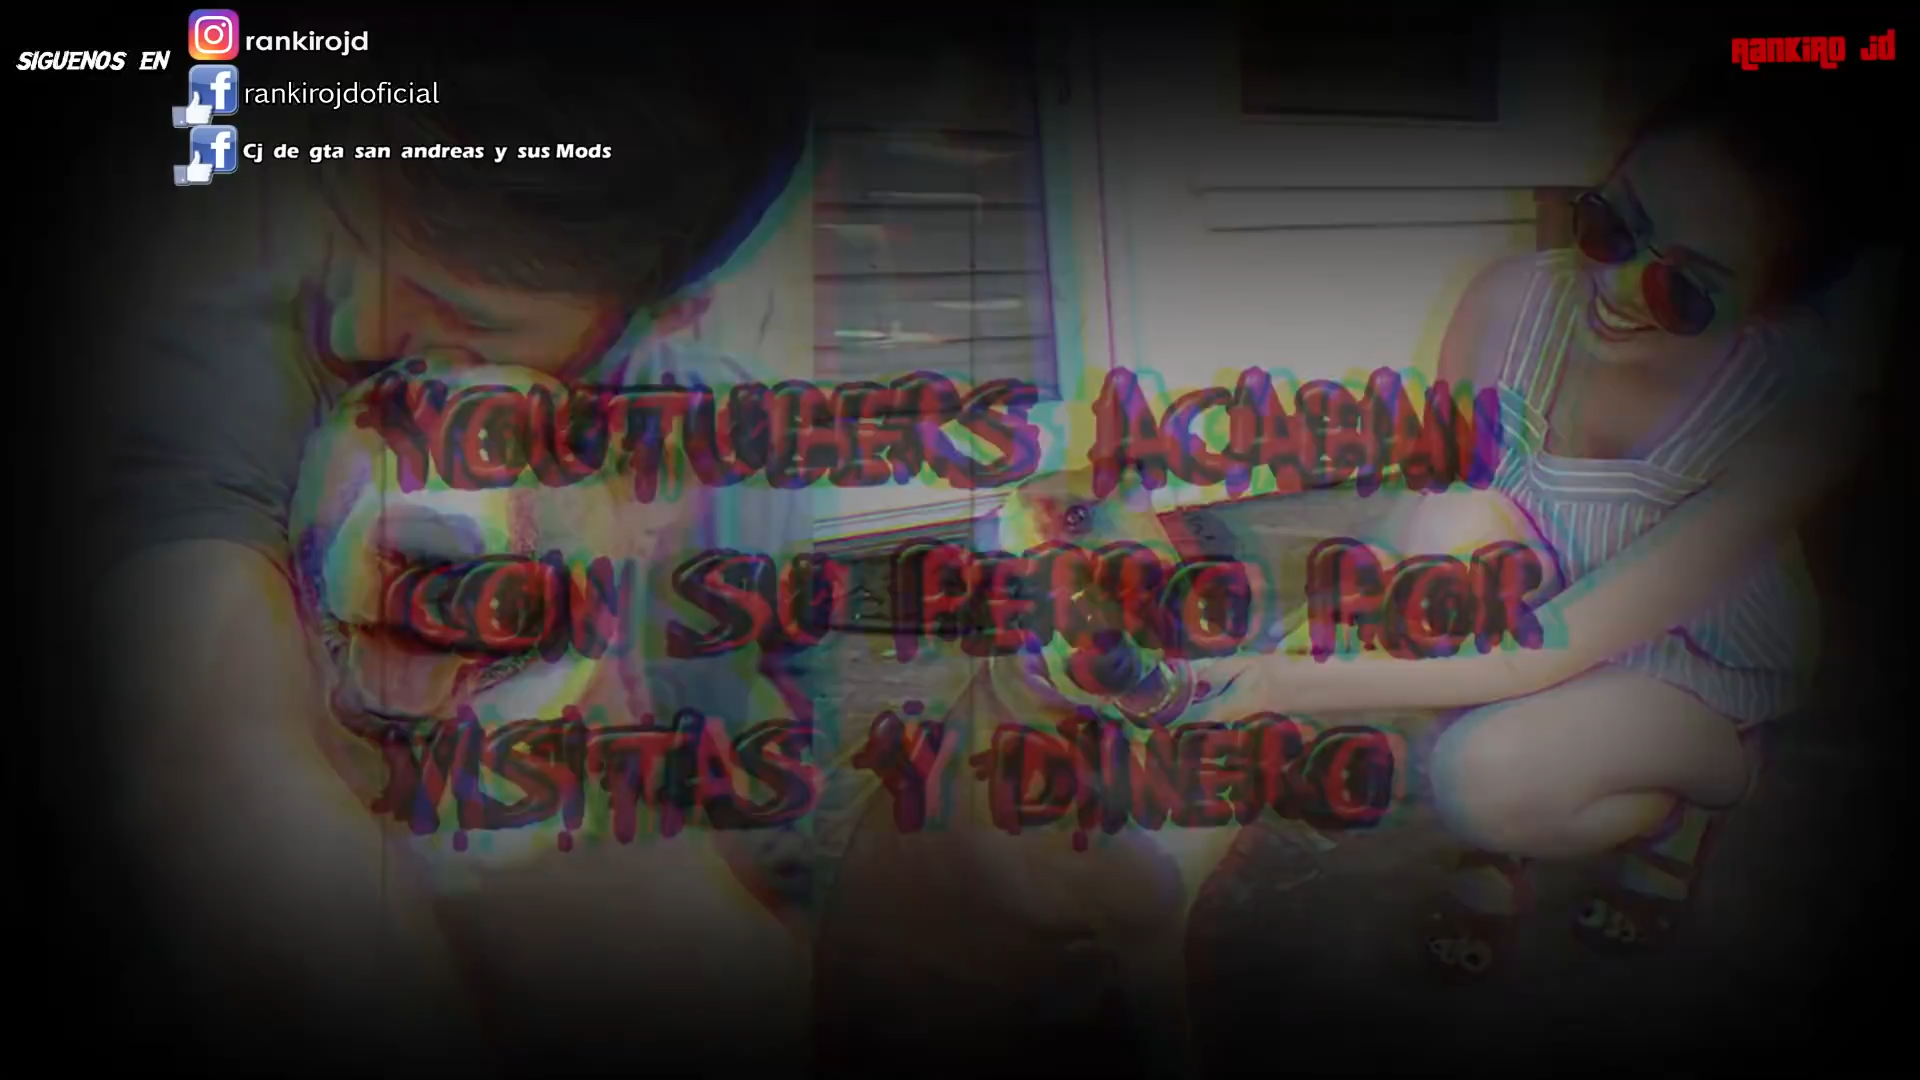 SIGUENOS EN
rankirojd
rankirojdoficial
Cj de gta san andreas y sus Mods
RANKIRO JD
YOUTUBERS ACABAN
CON SU PERRO POR
VISITAS Y DINERO